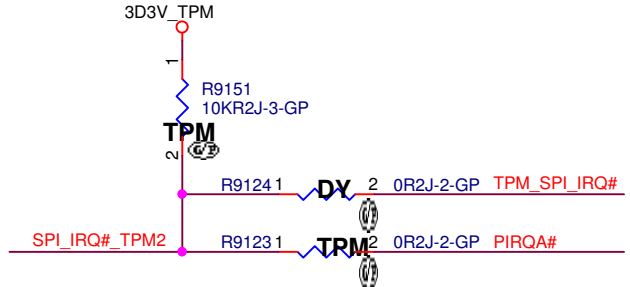 3D3V_TPM
1
R9151
10KR2J-3-GP
TPM
2 G/P
R9124 1 DY 2 0R2J-2-GP TPM_SPI_IRQ#
G/P
SPI_IRQ#_TPM2 R9123 1 TPM 2 0R2J-2-GP PIRQA#
G/P